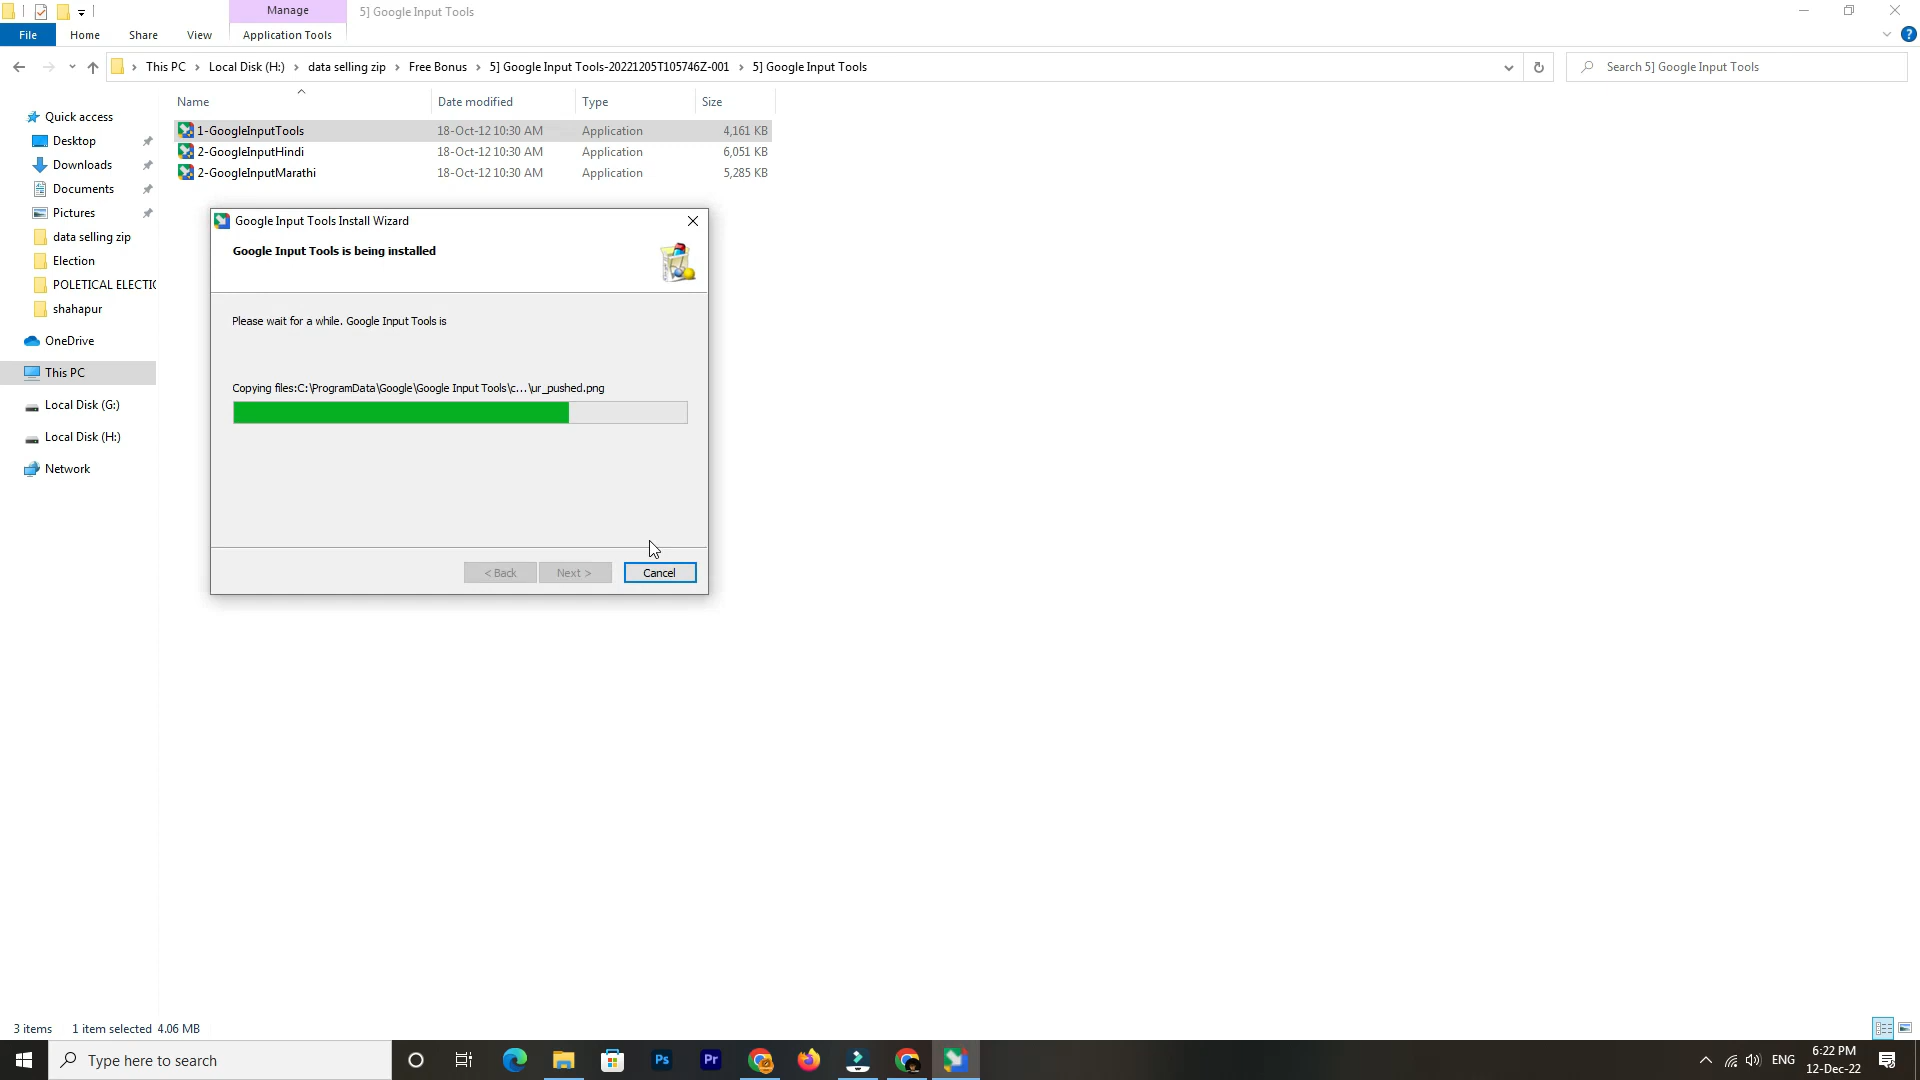 Manage
5] Google Input Tools
File
Home
Share
View
Application Tools
This PC
Local Disk (H:)
data selling zip
Free Bonus
5] Google Input Tools-20221205T105746Z-001
5] Google Input Tools
Search 5] Google Input Tools
Name
Date modified
Type
Size
1-GoogleInputTools 18-Oct-12 10:30 AM Application 4,161 KB
2-GoogleInputHindi 18-Oct-12 10:30 AM Application 6,051 KB
2-GoogleInputMarathi 18-Oct-12 10:30 AM Application 5,285 KB
Quick access
Desktop
Downloads
Documents
Pictures
data selling zip
Election
POLETICAL ELECTIC
shahapur
OneDrive
This PC
Local Disk (G:)
Local Disk (H:)
Network
Google Input Tools Install Wizard
Google Input Tools is being installed
Please wait for a while. Google Input Tools is
Copying files:C:\ProgramData\Google\Google Input Tools\c...\ur_pushed.png
< Back
Next >
Cancel
3 items
1 item selected 4.06 MB
Type here to search
Ps
Pr
ENG
6:22 PM
12-Dec-22